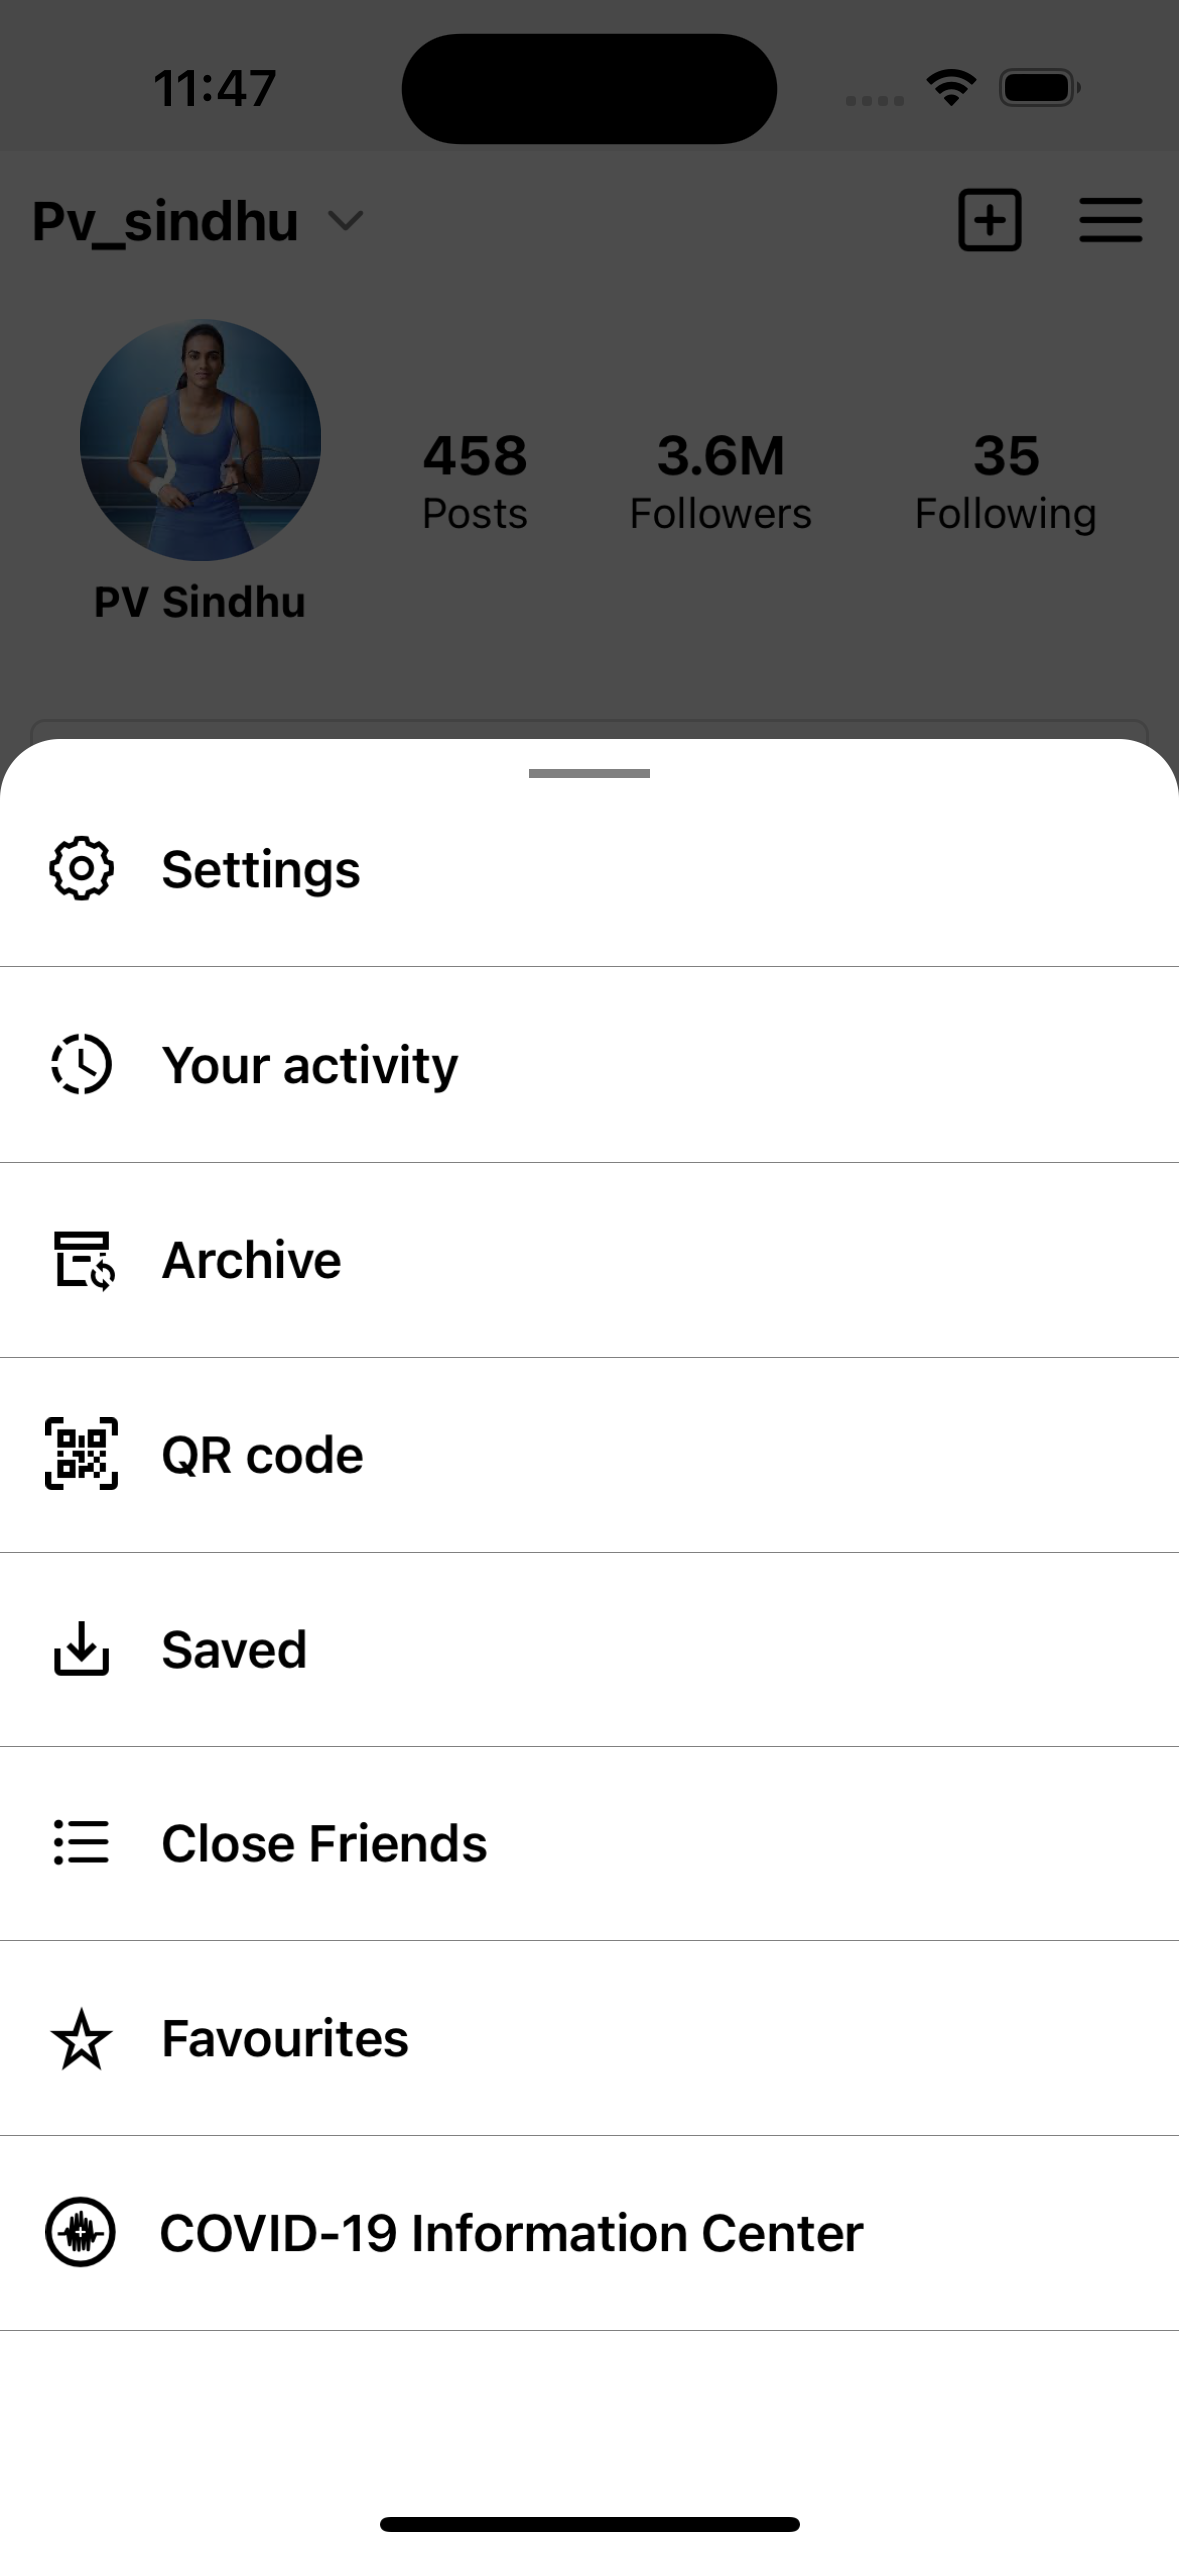 11:47
Pv_sindhu
458 3.6M 35
Posts Followers Following
PV Sindhu
Settings
Your activity
Archive
QR code
Saved
Close Friends
Favourites
COVID-19 Information Center